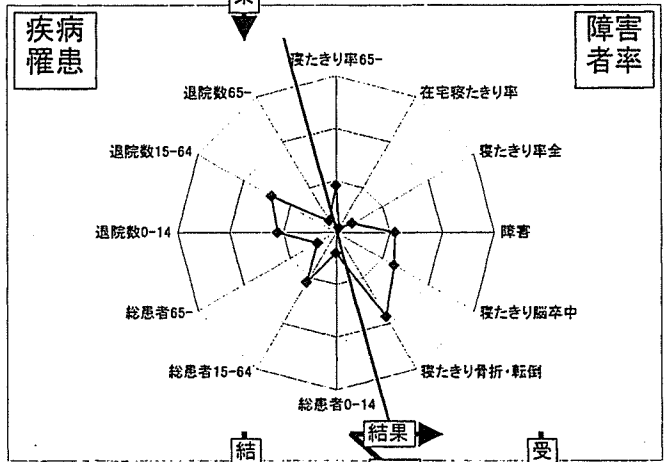 疾病
罹患
障害
者率
寝たきり率65-
在宅寝たきり率
寝たきり率全
障害
寝たきり脳卒中
寝たきり骨折・転倒
総患者0-14
総患者15-64
総患者65-
退院数0-14
退院数15-64
退院数65-
結果
結
受